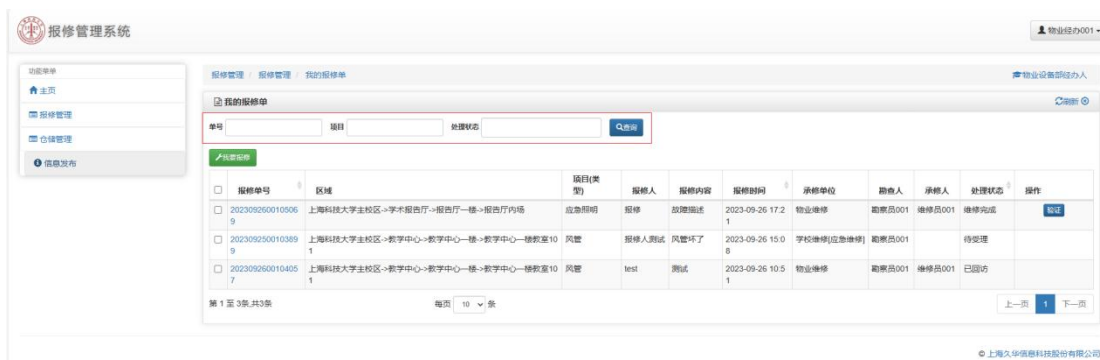 报修管理系统
物业经办001
功能菜单
主页
报修管理
仓储管理
信息发布
报修管理 / 报修管理 / 我的报修单
物业设备部经办人
我的报修单
刷新
单号 项目 处理状态 查询
我要报修
报修单号 区域 项目(类型) 报修人 报修内容 报修时间 承修单位 勘查人 承修人 处理状态 操作
202309260010506 上海科技大学主校区->学术报告厅->报告厅一楼->报告厅内场 应急照明 报修 故障描述 2023-09-26 17:2 物业维修 勘察员001 维修员001 维修完成 验证
9 1
202309250010389 上海科技大学主校区->教学中心->教学中心一楼->教学中心一楼教室10 风管 报修人测试 风管坏了 2023-09-26 15:0 学校维修[应急维修] 勘察员001 待受理
9 1 8
202309260010405 上海科技大学主校区->教学中心->教学中心一楼->教学中心一楼教室10 风管 test 测试 2023-09-26 10:5 物业维修 勘察员001 维修员001 已回访
7 1 1
第 1 至 3条,共3条 每页 10 条 上一页 1 下一页
© 上海久华信息科技股份有限公司